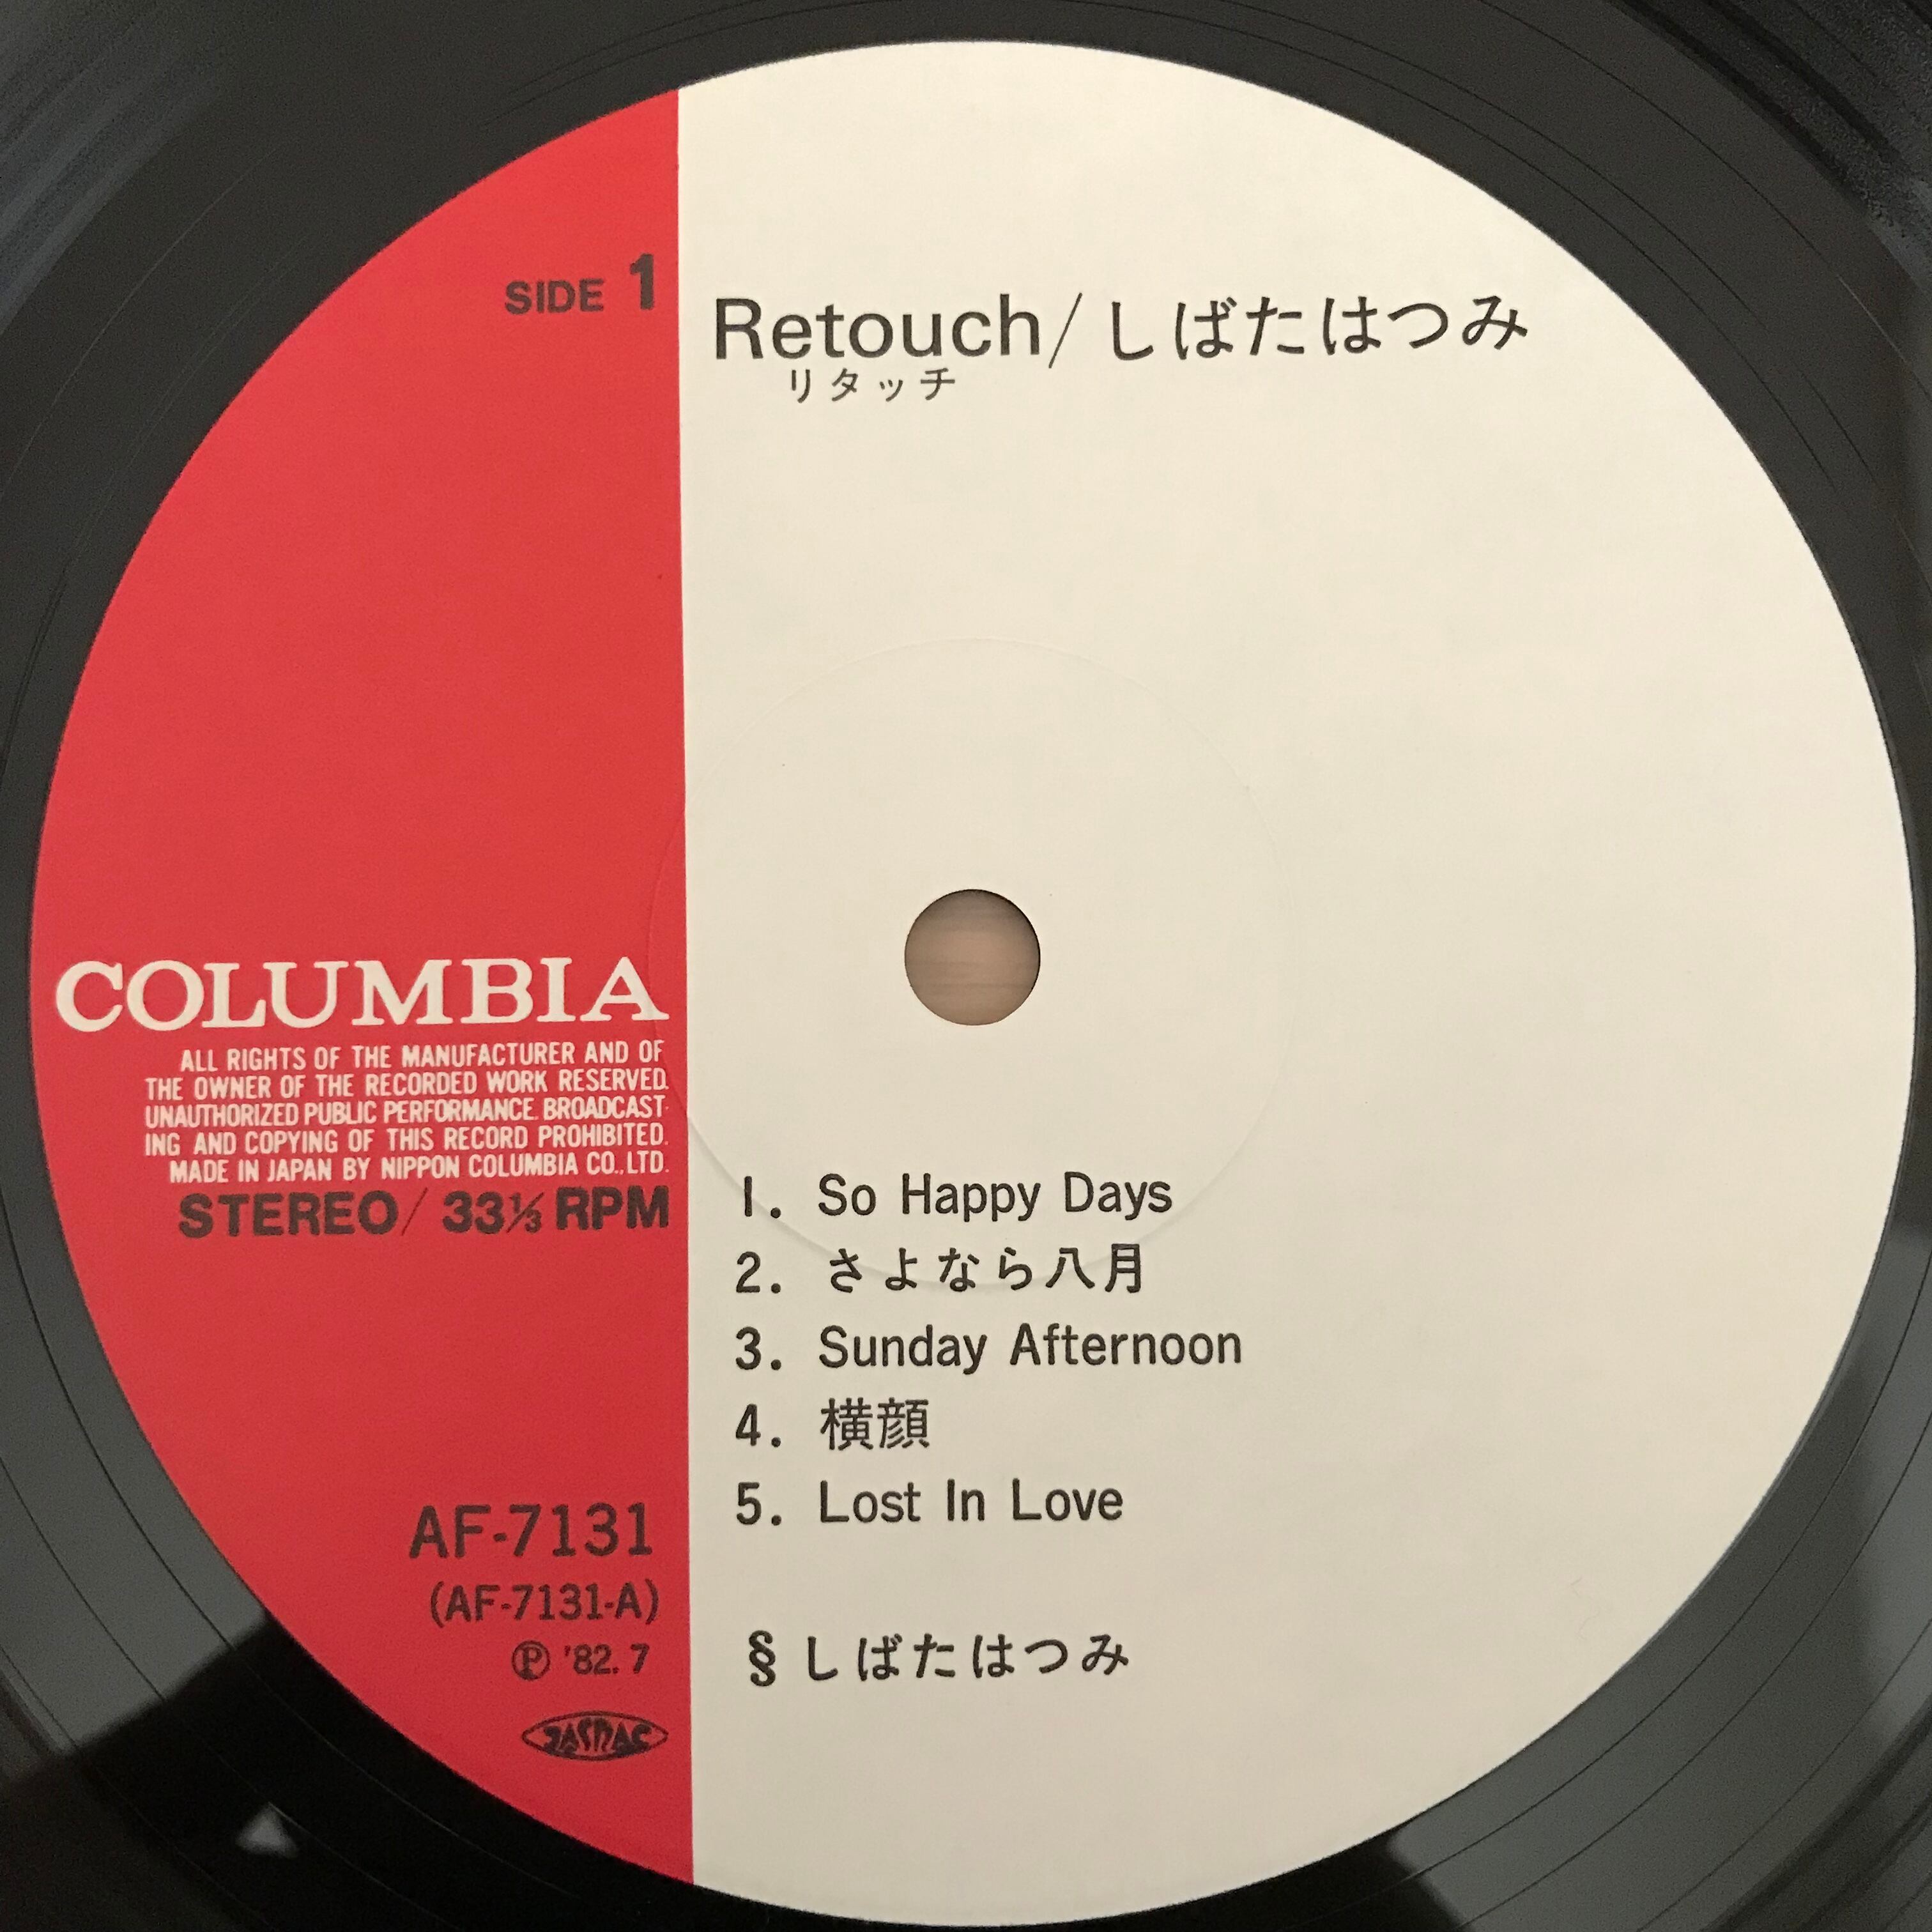 SIDE 1
Retouch/しばたはつみ
リタッチ
COLUMBIA
ALL RIGHTS OF THE MANUFACTURER AND OF
THE OWNER OF THE RECORDED WORK RESERVED.
UNAUTHORIZED PUBLIC PERFORMANCE. BROADCAST-
ING AND COPYING OF THIS RECORD PROHIBITED.
MADE IN JAPAN BY NIPPON COLUMBIA CO., LTD.
STEREO/ 33⅓ RPM
1. So Happy Days
2. さよなら八月
3. Sunday Afternoon
4. 横顔
5. Lost In Love
§ しばたはつみ
AF-7131
(AF-7131-A)
Ⓟ '82. 7
JASRAC